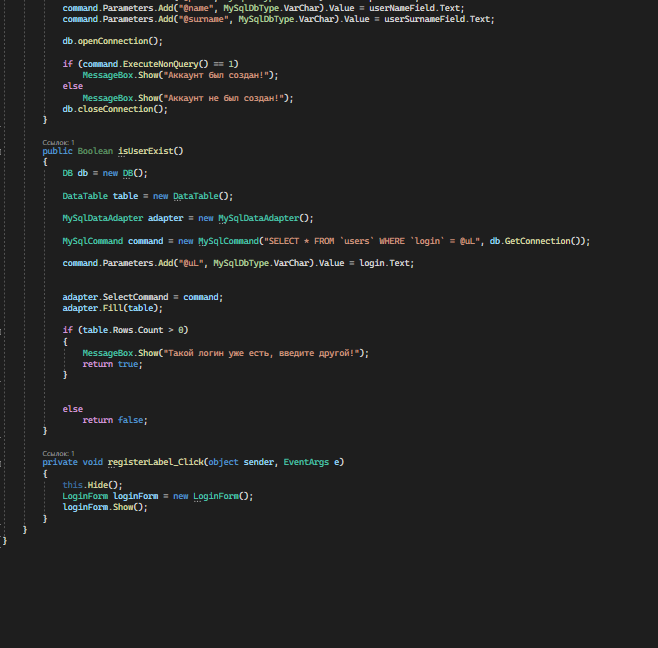 command.Parameters.Add("@name", MySqlDbType.VarChar).Value = userNameField.Text;
command.Parameters.Add("@surname", MySqlDbType.VarChar).Value = userSurnameField.Text;
db.openConnection();
if (command.ExecuteNonQuery() == 1)
MessageBox.Show("Аккаунт был создан!");
else
MessageBox.Show("Аккаунт не был создан!");
db.closeConnection();
}
Ссылок: 1
public Boolean isUserExist()
{
DB db = new DB();
DataTable table = new DataTable();
MySqlDataAdapter adapter = new MySqlDataAdapter();
MySqlCommand command = new MySqlCommand("SELECT * FROM `users` WHERE `login` = @uL", db.GetConnection());
command.Parameters.Add("@uL", MySqlDbType.VarChar).Value = login.Text;
adapter.SelectCommand = command;
adapter.Fill(table);
if (table.Rows.Count > 0)
{
MessageBox.Show("Такой логин уже есть, введите другой!");
return true;
}
else
return false;
}
Ссылок: 1
private void registerLabel_Click(object sender, EventArgs e)
{
this.Hide();
LoginForm loginForm = new LoginForm();
loginForm.Show();
}
}
}